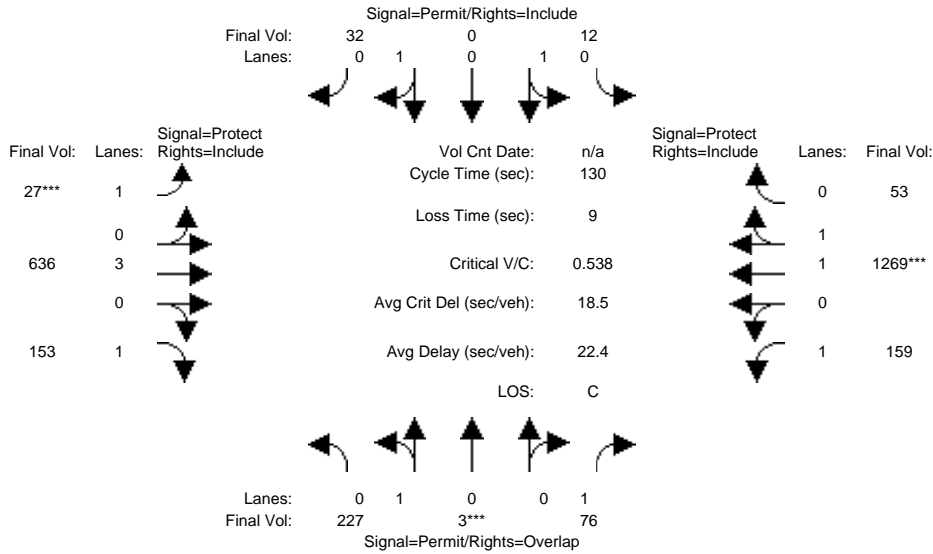 Signal=Permit/Rights=Include
Final Vol: 32 0 12
Lanes: 0 1 0 1 0
Signal=Protect
Final Vol: Lanes: Rights=Include
Vol Cnt Date: n/a
Signal=Protect
Rights=Include Lanes: Final Vol:
Cycle Time (sec): 130
27*** 1
0 53
Loss Time (sec): 9
0
1
636 3
Critical V/C: 0.538
1 1269***
0
Avg Crit Del (sec/veh): 18.5
0
153 1
Avg Delay (sec/veh): 22.4
1 159
LOS: C
Lanes: 0 1 0 0 1
Final Vol: 227 3*** 76
Signal=Permit/Rights=Overlap